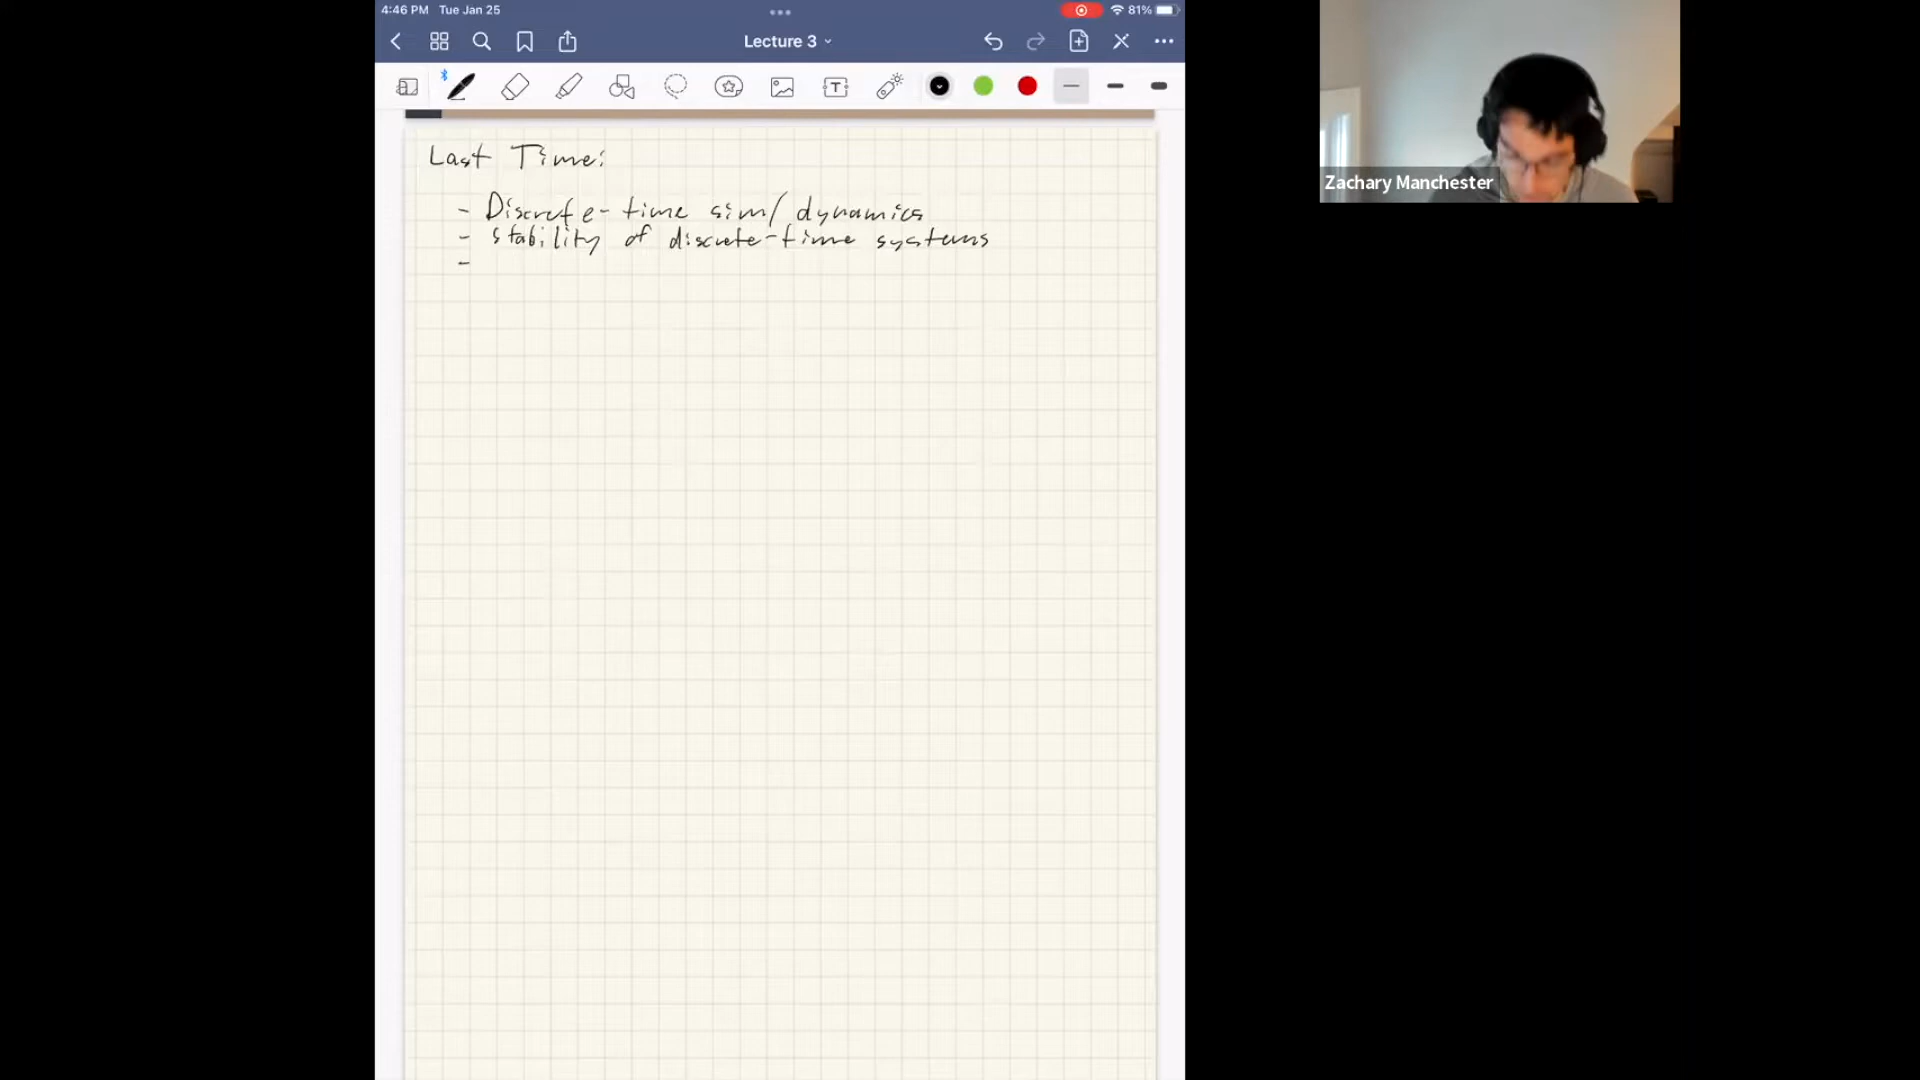 4:46 PM Tue Jan 25
81%
Lecture 3
Last Time:
- Discrete-time sim/dynamics
- Stability of discrete-time systems
-
Zachary Manchester